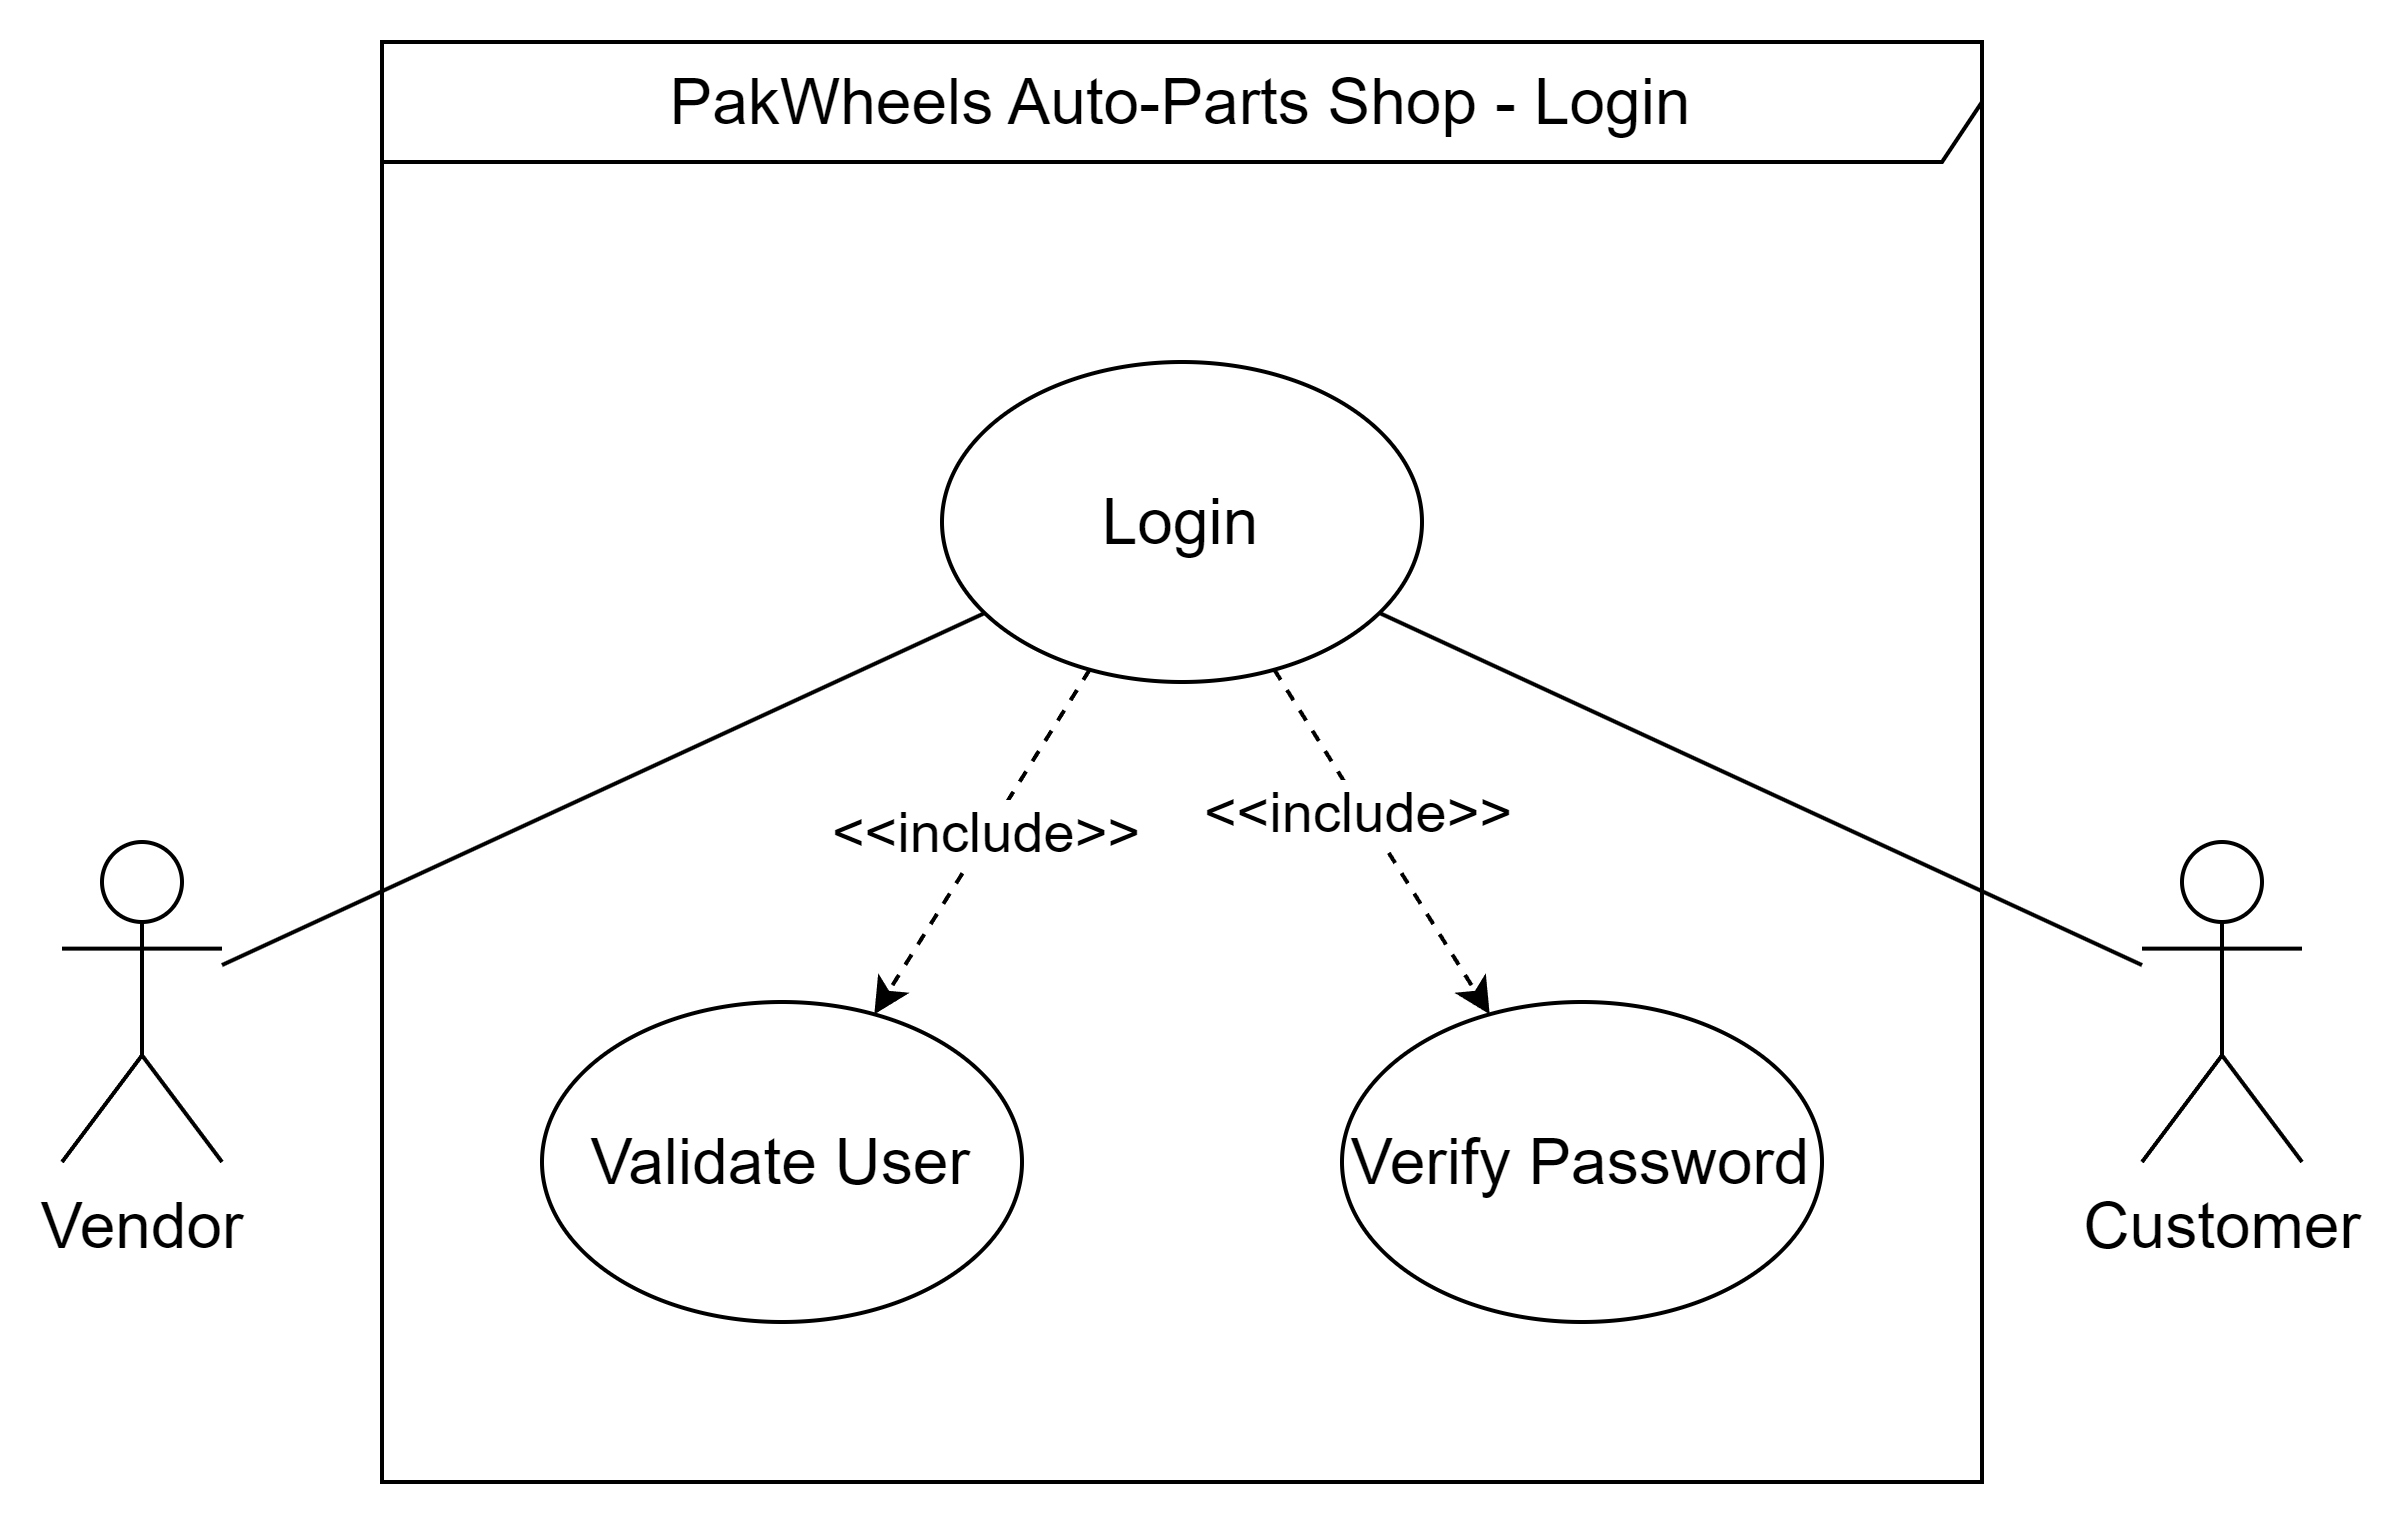 PakWheels Auto-Parts Shop - Login
Login
<<include>>
<<include>>
Validate User
Verify Password
Vendor
Customer